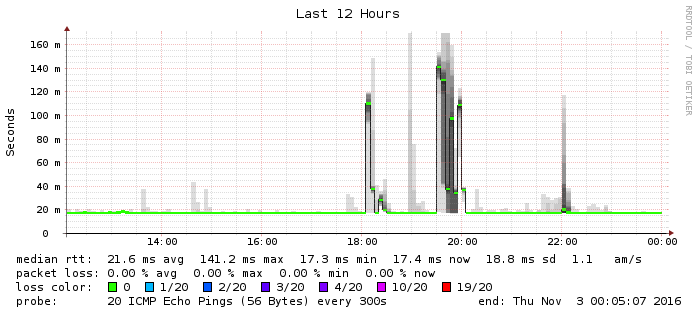 Last 12 Hours
RRDTOOL / TOBI OETIKER
Seconds
160 m
140 m
120 m
100 m
80 m
60 m
40 m
20 m
0
14:00 16:00 18:00 20:00 22:00 00:00
median rtt: 21.6 ms avg 141.2 ms max 17.3 ms min 17.4 ms now 18.8 ms sd 1.1 am/s
packet loss: 0.00 % avg 0.00 % max 0.00 % min 0.00 % now
loss color: 0 1/20 2/20 3/20 4/20 10/20 19/20
probe: 20 ICMP Echo Pings (56 Bytes) every 300s end: Thu Nov 3 00:05:07 2016